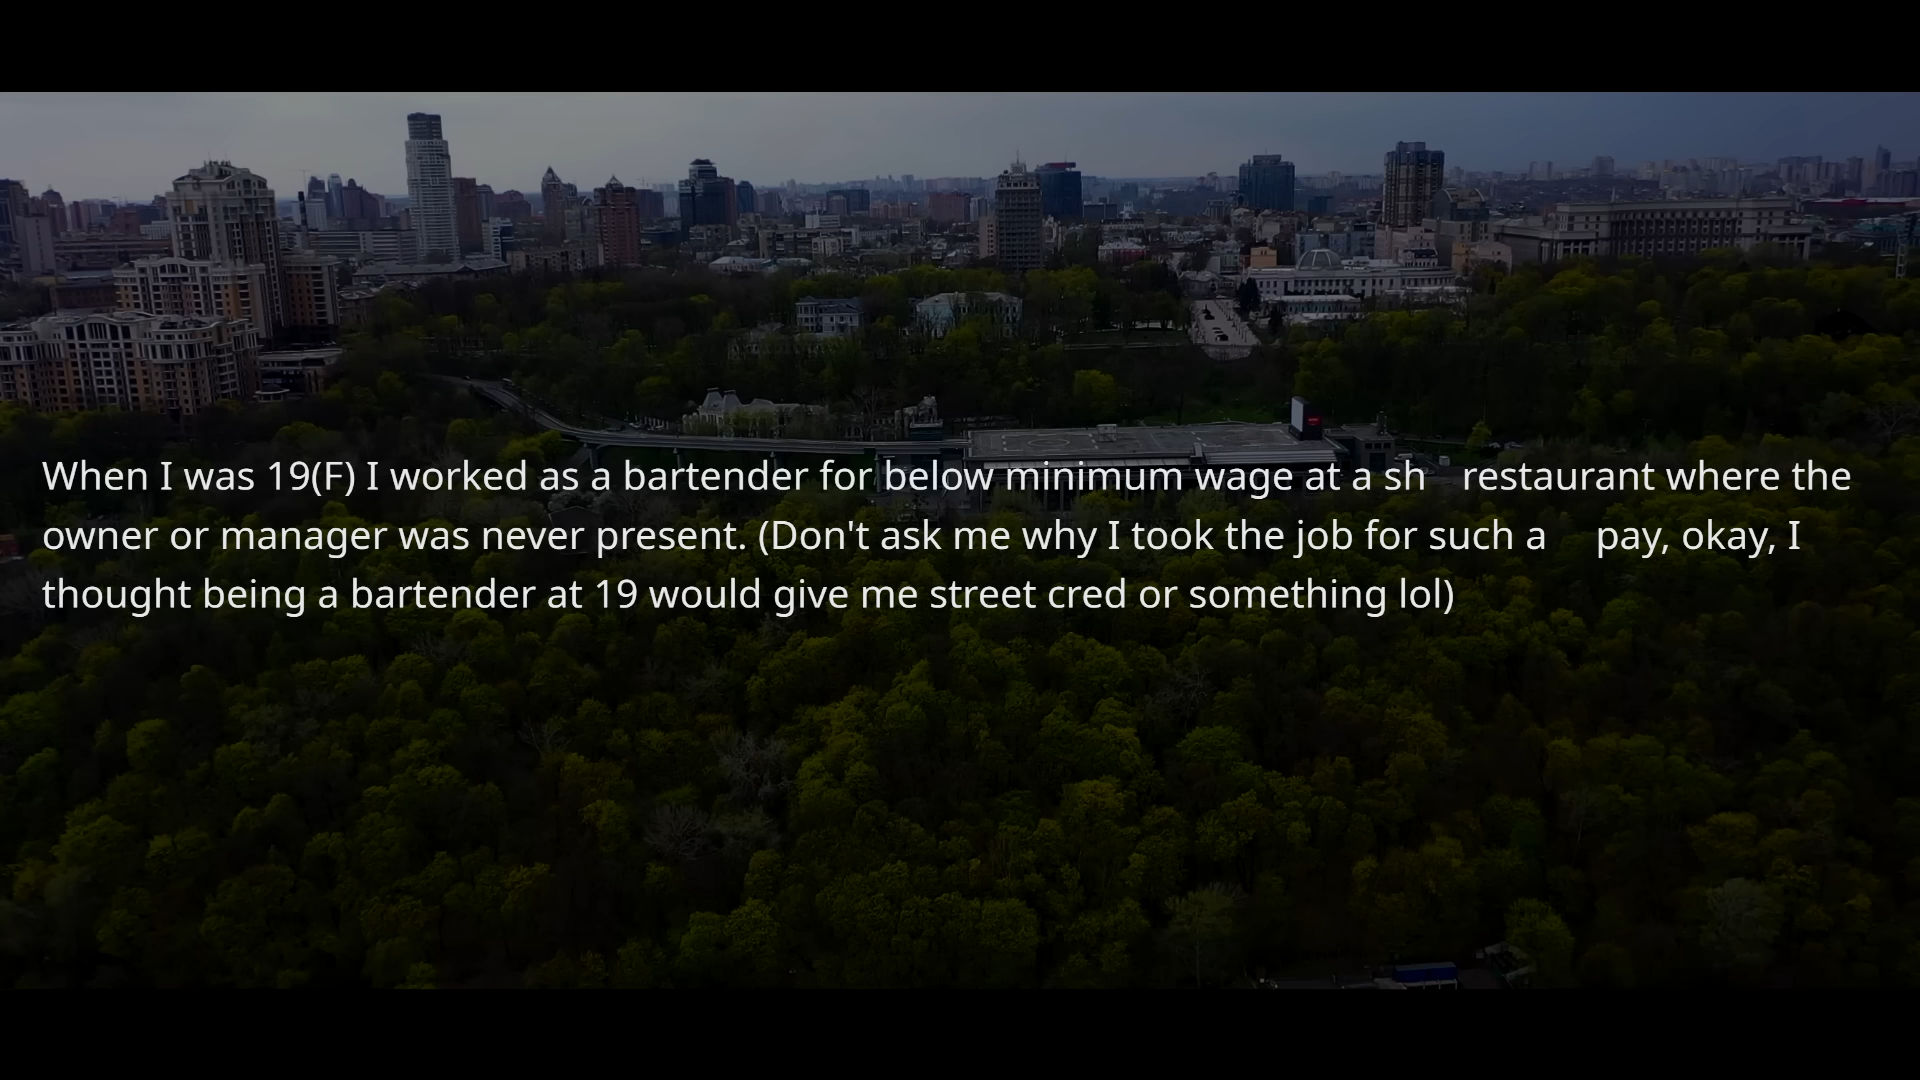 When I was 19(F) I worked as a bartender for below minimum wage at a sh restaurant where the
owner or manager was never present. (Don't ask me why I took the job for such a pay, okay, I
thought being a bartender at 19 would give me street cred or something lol)